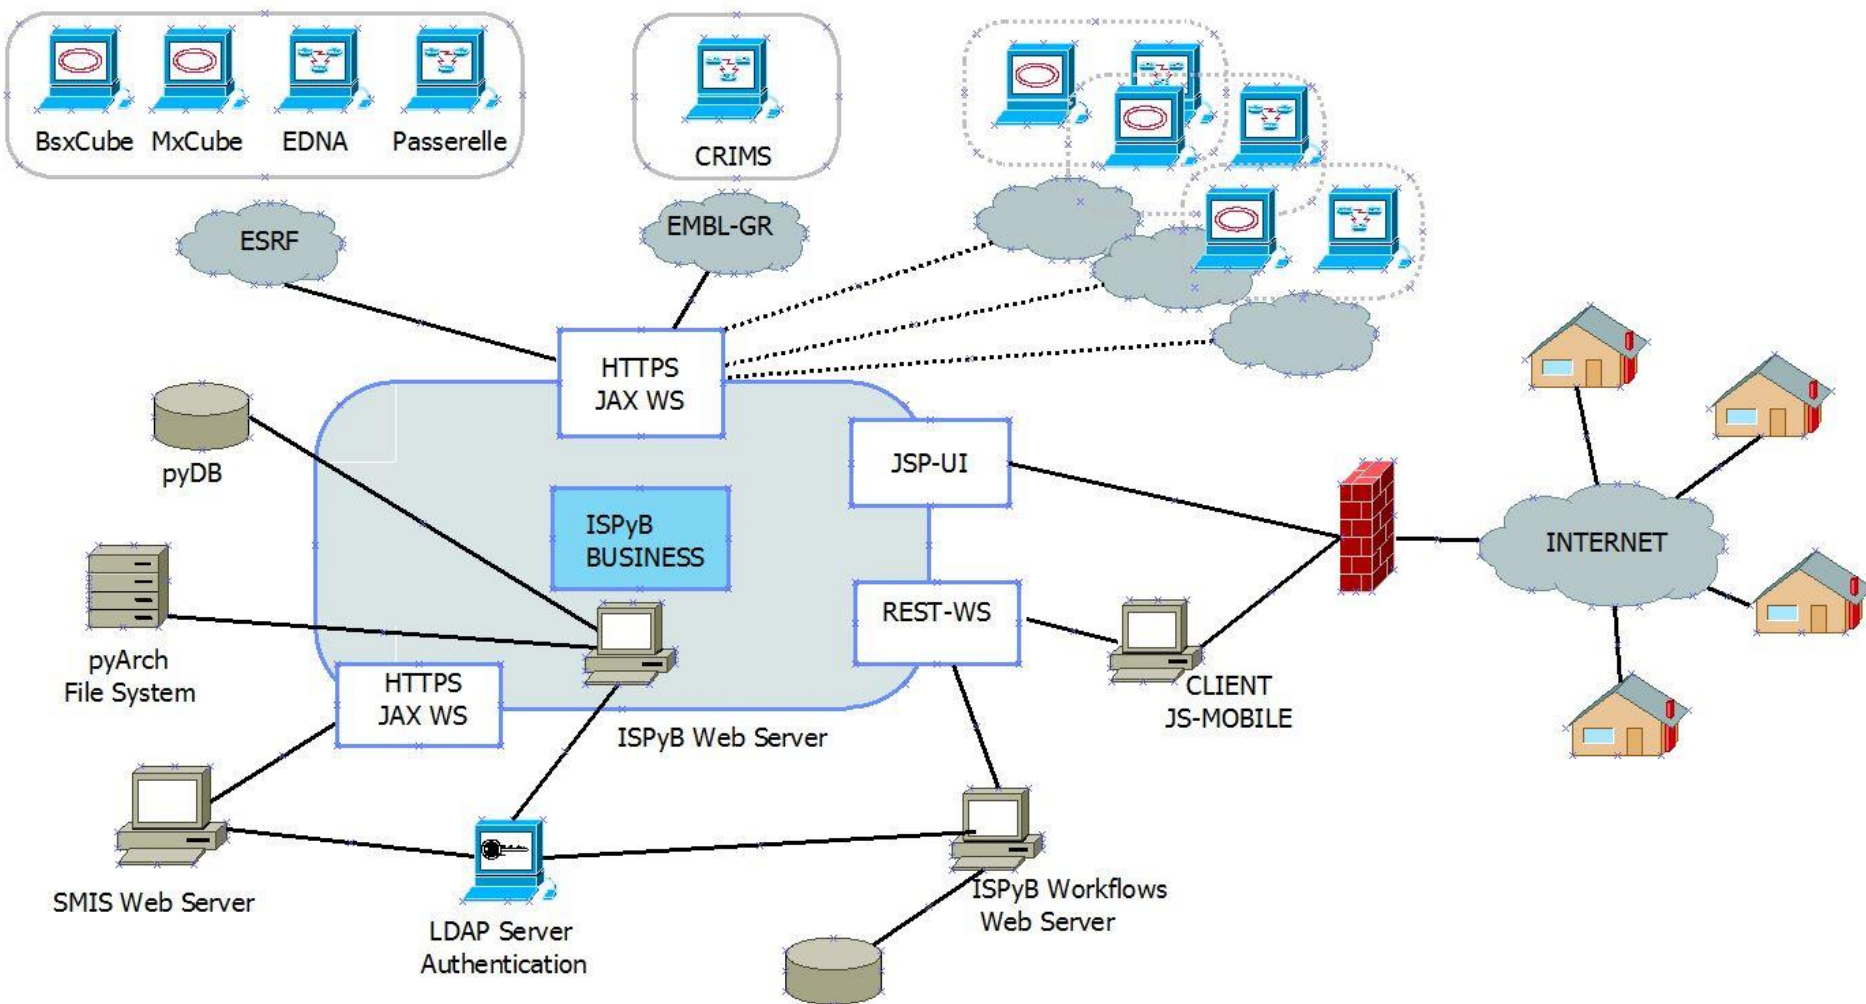 BsxCube
MxCube
EDNA
Passerelle
CRIMS
ESRF
EMBL-GR
HTTPS
JAX WS
pyDB
JSP-UI
ISPyB
BUSINESS
INTERNET
REST-WS
pyArch
File System
HTTPS
JAX WS
CLIENT
JS-MOBILE
ISPyB Web Server
SMIS Web Server
LDAP Server
Authentication
ISPyB Workflows
Web Server